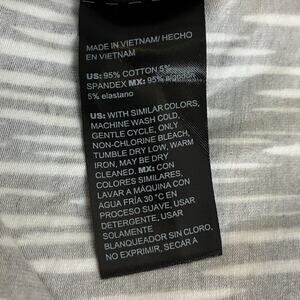 MADE IN VIETNAM/ HECHO
EN VIETNAM
US: 95% COTTON 5%
SPANDEX MX: 95% algodón
5% elastano
US: WITH SIMILAR COLORS,
MACHINE WASH COLD,
GENTLE CYCLE, ONLY
NON-CHLORINE BLEACH,
TUMBLE DRY LOW, WARM
IRON, MAY BE DRY
CLEANED. MX: CON
COLORES SIMILARES,
LAVAR A MÁQUINA CON
AGUA FRÍA 30 °C EN
PROCESO SUAVE, USAR
DETERGENTE, USAR
SOLAMENTE
BLANQUEADOR SIN CLORO,
NO EXPRIMIR, SECAR A